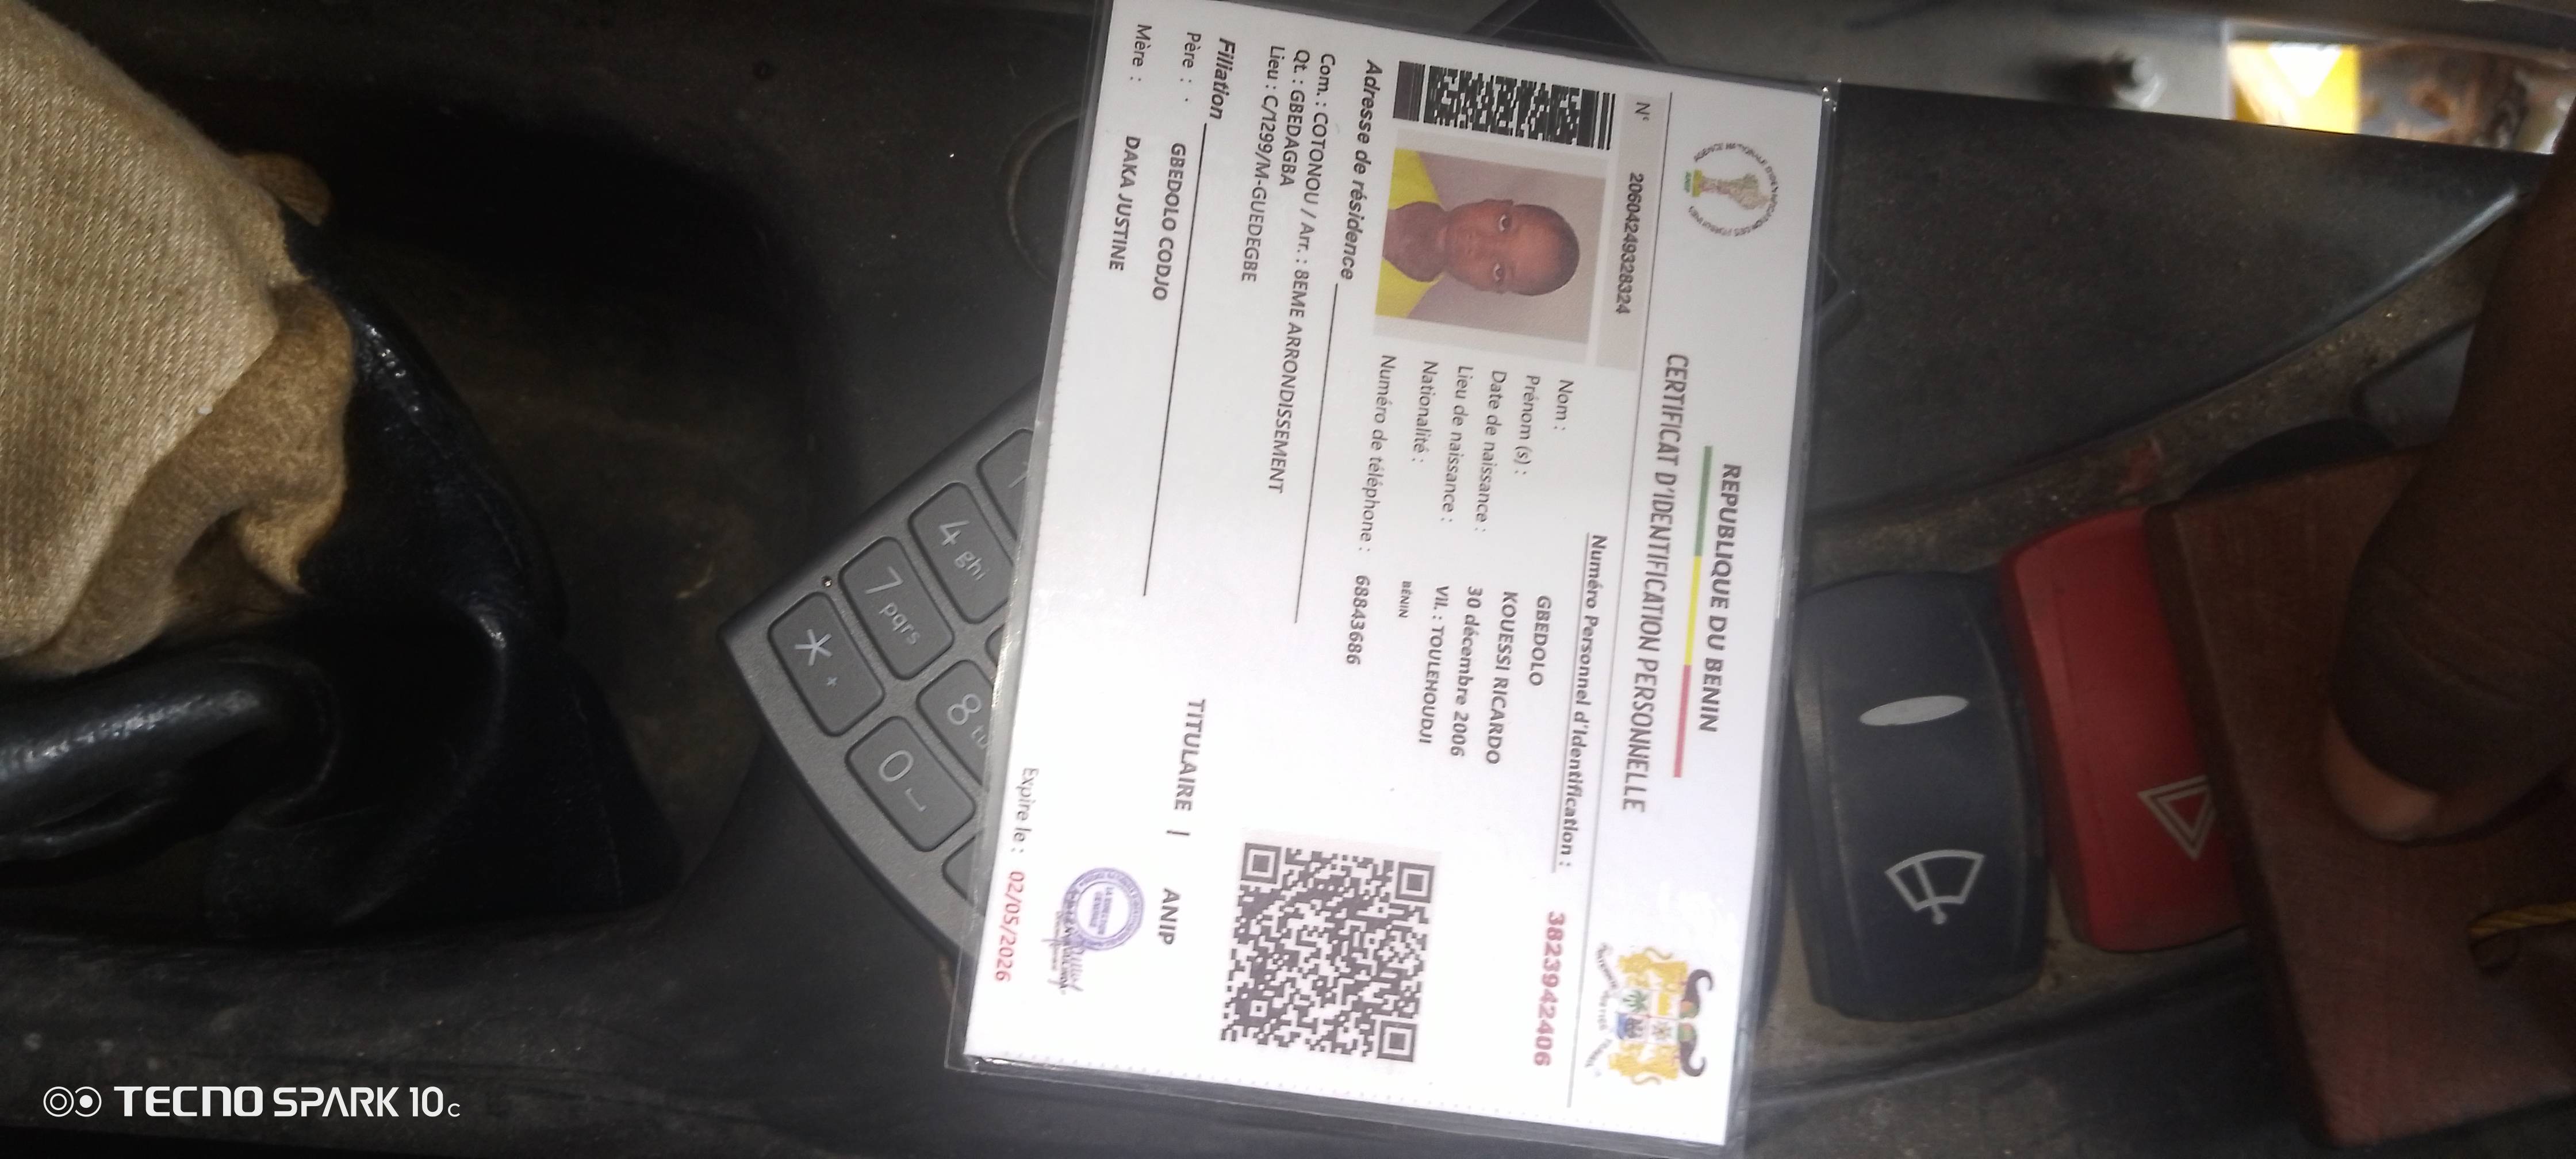 REPUBLIQUE DU BENIN
CERTIFICAT D'IDENTIFICATION PERSONNELLE
N° 20604249328324
Numéro Personnel d'Identification : 3823942406
Nom : GBEDOLO
Prénom (s) : KOUESSI RICARDO
Date de naissance : 30 décembre 2006
Lieu de naissance : Vil. : TOULEHOUDJI
Nationalité : BÉNIN
Numéro de téléphone : 68843686
Adresse de résidence
Com. : COTONOU / Arr. : 8EME ARRONDISSEMENT
Qt. : GBEDAGBA
Lieu : C/1299/M-GUEDEGBE
Filiation
Père : GBEDOLO CODJO
Mère : DAKA JUSTINE
TITULAIRE | ANIP
Expire le : 02/05/2026
4 ghi
7 pqrs
* +
8
0
TECNO SPARK 10C